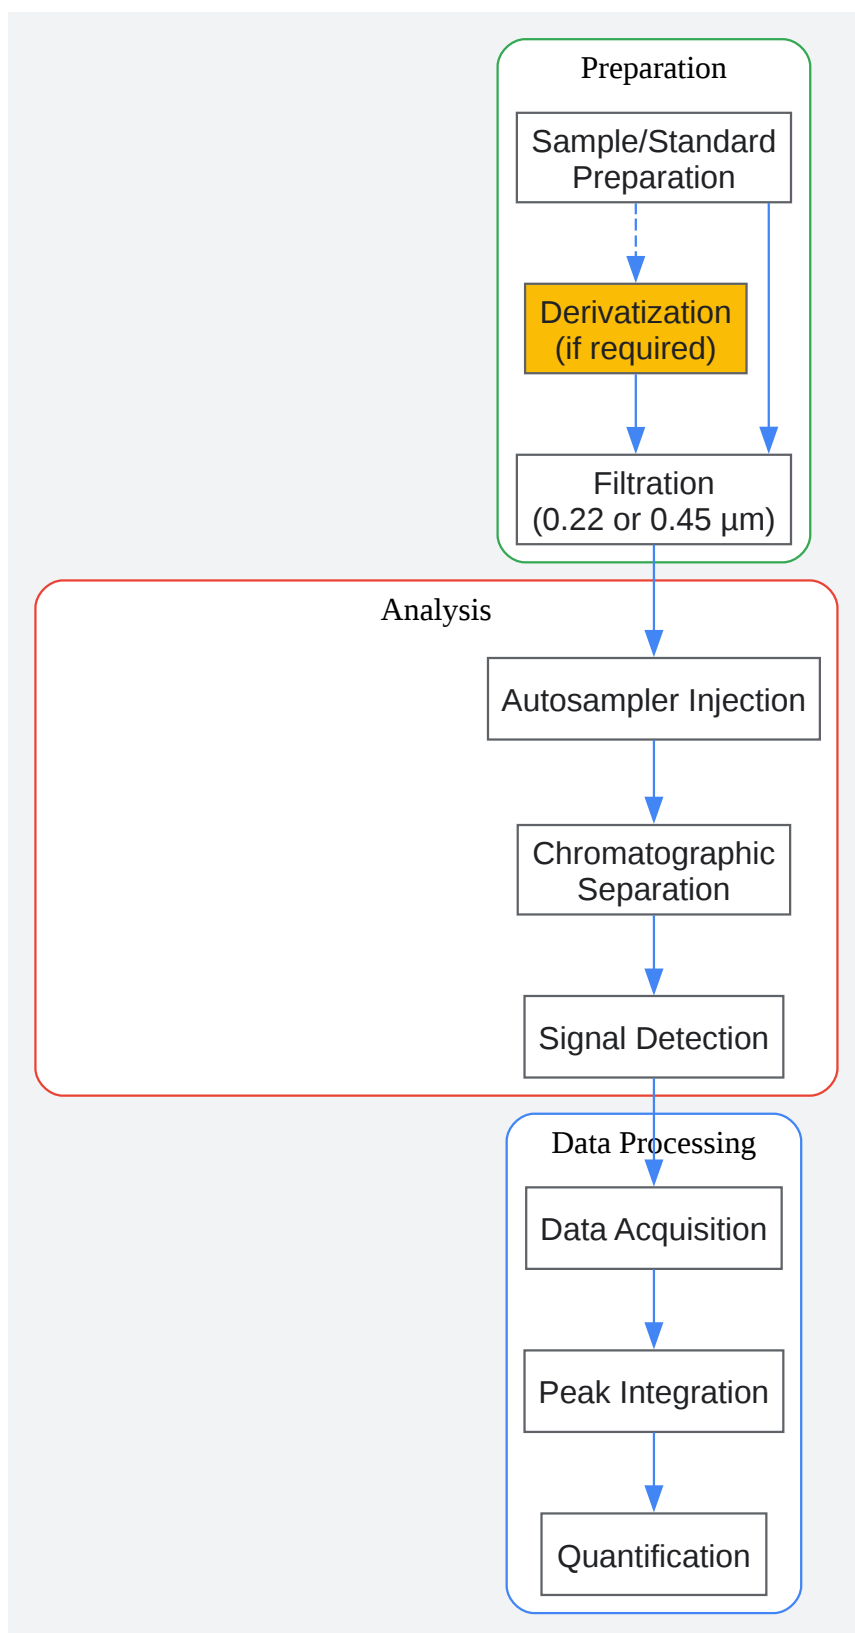 Preparation
Sample/Standard
Preparation
Derivatization
(if required)
Filtration
(0.22 or 0.45 µm)
Analysis
Autosampler Injection
Chromatographic
Separation
Signal Detection
Data Processing
Data Acquisition
Peak Integration
Quantification